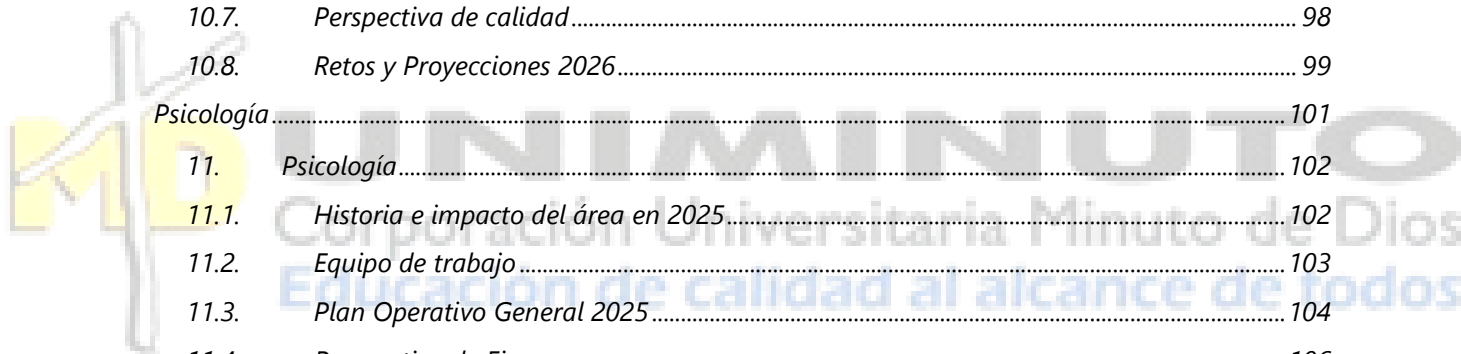 10.7. Perspectiva de calidad 98
10.8. Retos y Proyecciones 2026 99
Psicología 101
11. Psicología 102
11.1. Historia e impacto del área en 2025 102
11.2. Equipo de trabajo 103
11.3. Plan Operativo General 2025 104
MD UNIMINUTO
Corporación Universitaria Minuto de Dios
Educación de calidad al alcance de todos